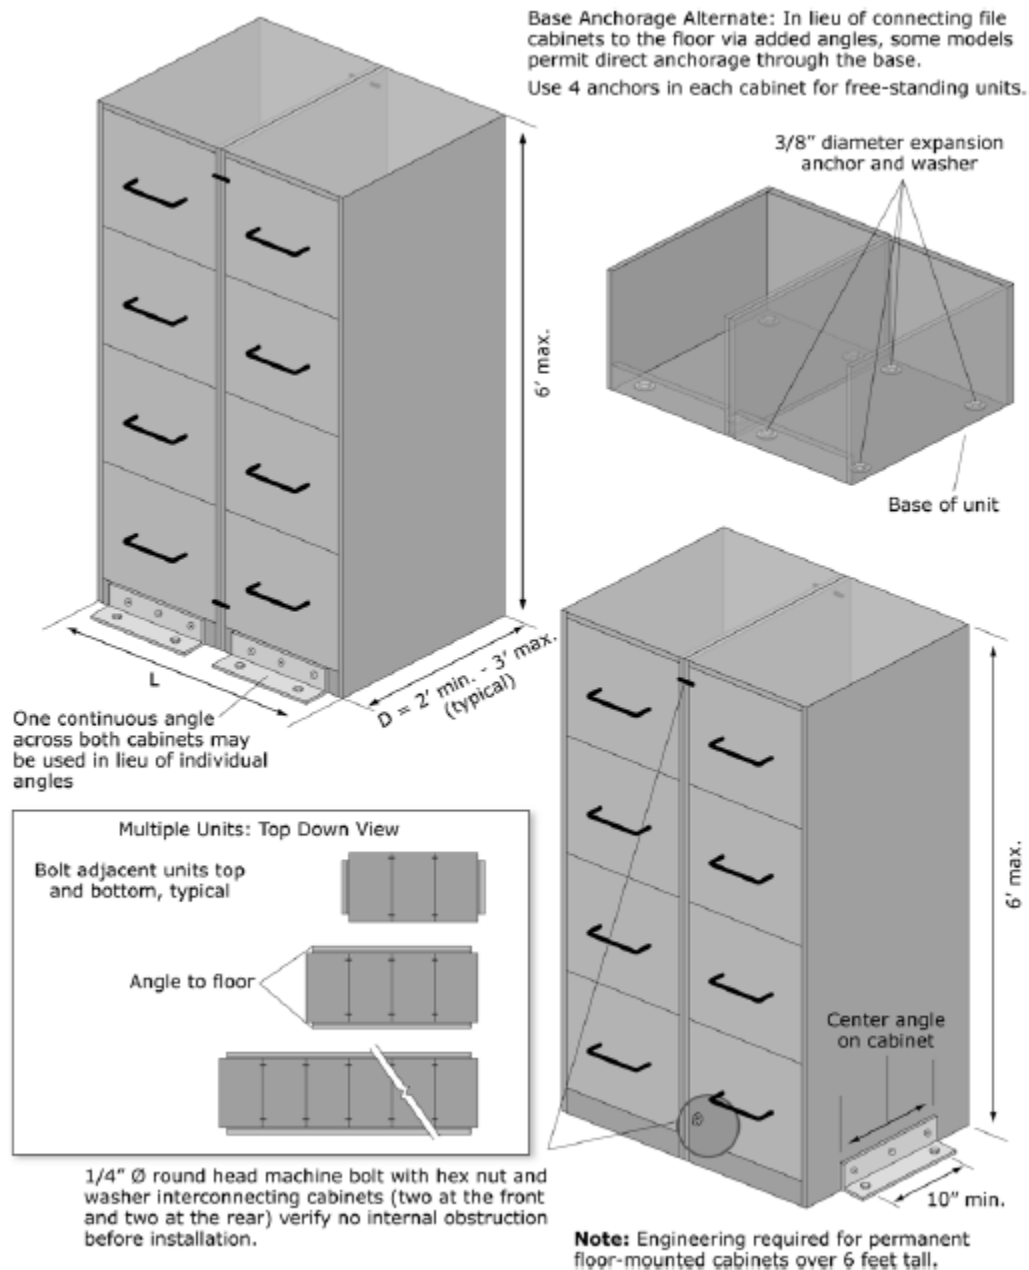 Base Anchorage Alternate: In lieu of connecting file
cabinets to the floor via added angles, some models
permit direct anchorage through the base.
Use 4 anchors in each cabinet for free-standing units.
3/8" diameter expansion
anchor and washer
6' max.
Base of unit
L
D = 2' min. - 3' max.
(typical)
One continuous angle
across both cabinets may
be used in lieu of individual
angles
Multiple Units: Top Down View
Bolt adjacent units top
and bottom, typical
Angle to floor
6' max.
Center angle
on cabinet
10" min.
1/4" Ø round head machine bolt with hex nut and
washer interconnecting cabinets (two at the front
and two at the rear) verify no internal obstruction
before installation.
Note: Engineering required for permanent
floor-mounted cabinets over 6 feet tall.